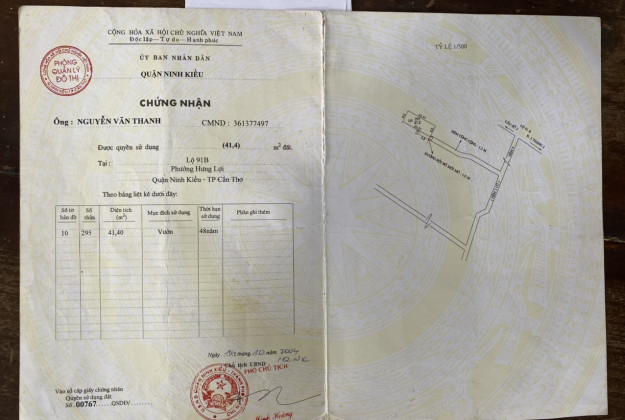 CỘNG HÒA XÃ HỘI CHỦ NGHĨA VIỆT NAM
Độc lập - Tự do - Hạnh phúc
ỦY BAN NHÂN DÂN
QUẬN NINH KIỀU
PHÒNG
QUẢN LÝ
ĐÔ THỊ
CHỨNG NHẬN
Ông : NGUYỄN VĂN THANH CMND : 361377497
Được quyền sử dụng (41,4) m² đất.
Tại : Lộ 91B
Phường Hưng Lợi
Quận Ninh Kiều - TP Cần Thơ
Theo bảng liệt kê dưới đây:
Số tờ bản đồ Số thửa Diện tích (m²) Mục đích sử dụng Thời hạn sử dụng Phần ghi thêm
10 295 41,40 Vườn 48năm
Ngày 10 2004
Chủ tịch UBND
PHÓ CHỦ TỊCH
Vào sổ cấp giấy chứng nhận
Quyền sử dụng đất
Số 00767 QSDĐ/
TỶ LỆ 1/500